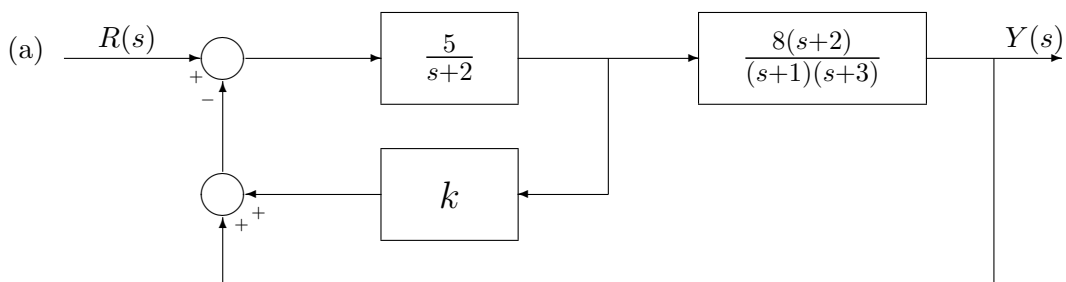 (a) R(s) 5/(s+2) 8(s+2)/((s+1)(s+3)) Y(s)
+
−
k
+
+